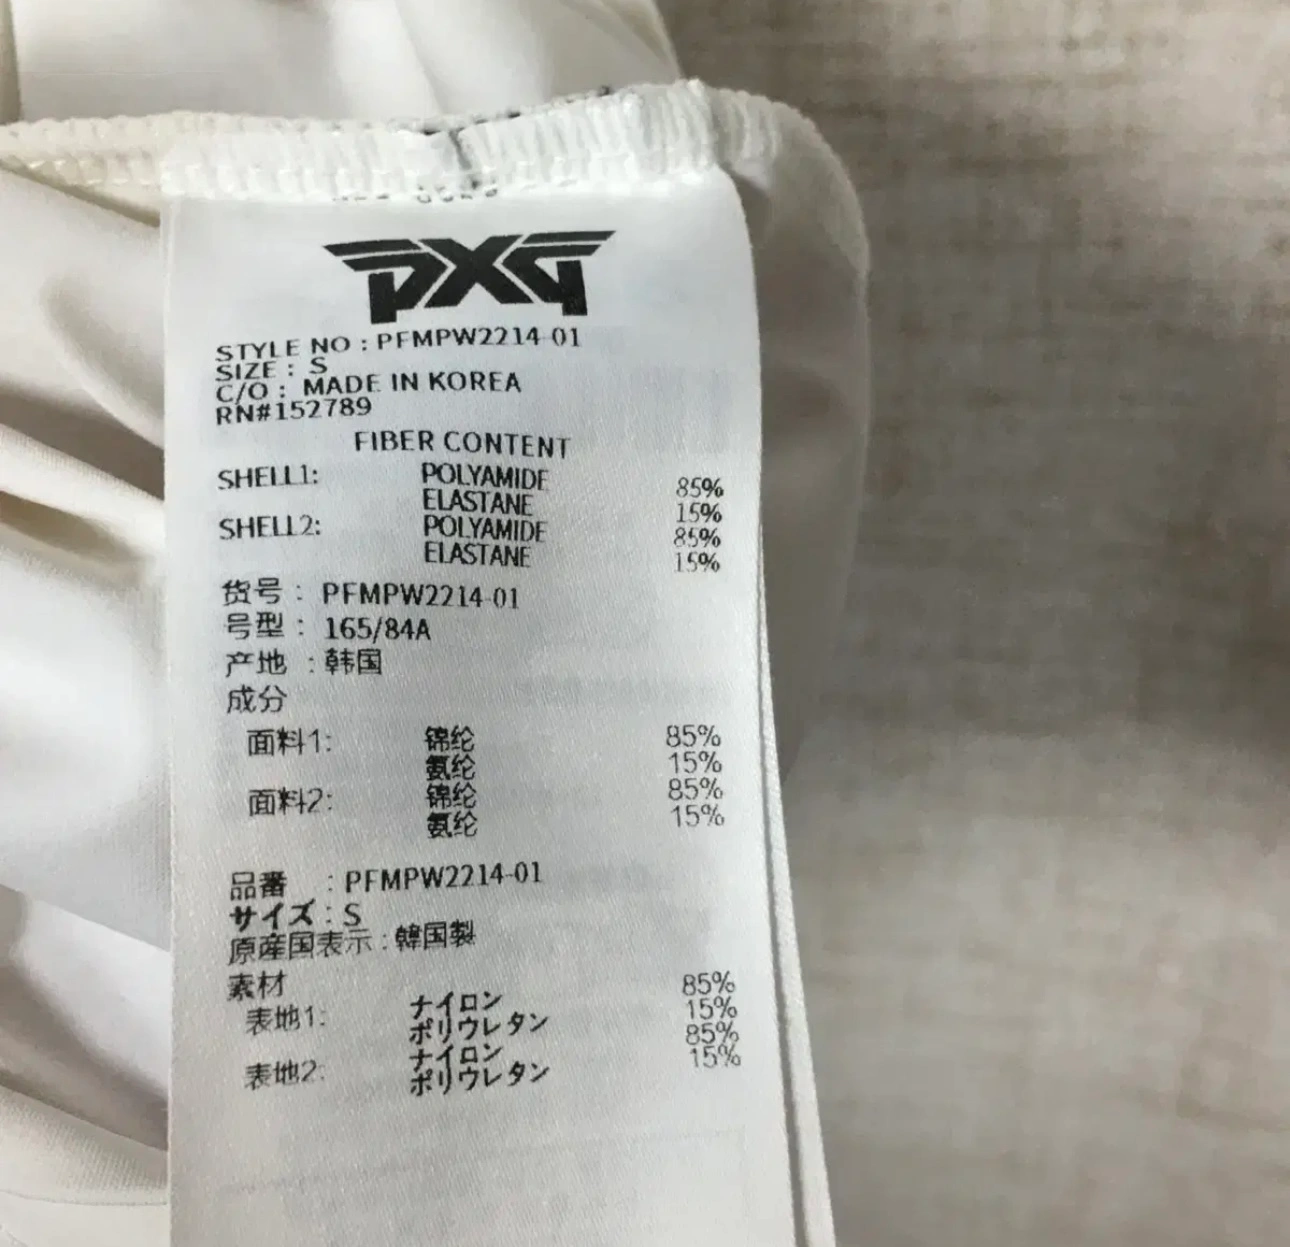 PXG
STYLE NO : PFMPW2214-01
SIZE : S
C/O : MADE IN KOREA
RN#152789
FIBER CONTENT
SHELL1: POLYAMIDE 85%
ELASTANE 15%
SHELL2: POLYAMIDE 85%
ELASTANE 15%
货号 : PFMPW2214-01
号型 : 165/84A
产地 : 韩国
成分
面料1: 锦纶 85%
氨纶 15%
面料2: 锦纶 85%
氨纶 15%
品番 : PFMPW2214-01
サイズ : S
原産国表示 : 韓国製
素材
表地1: ナイロン 85%
ポリウレタン 15%
表地2: ナイロン 85%
ポリウレタン 15%